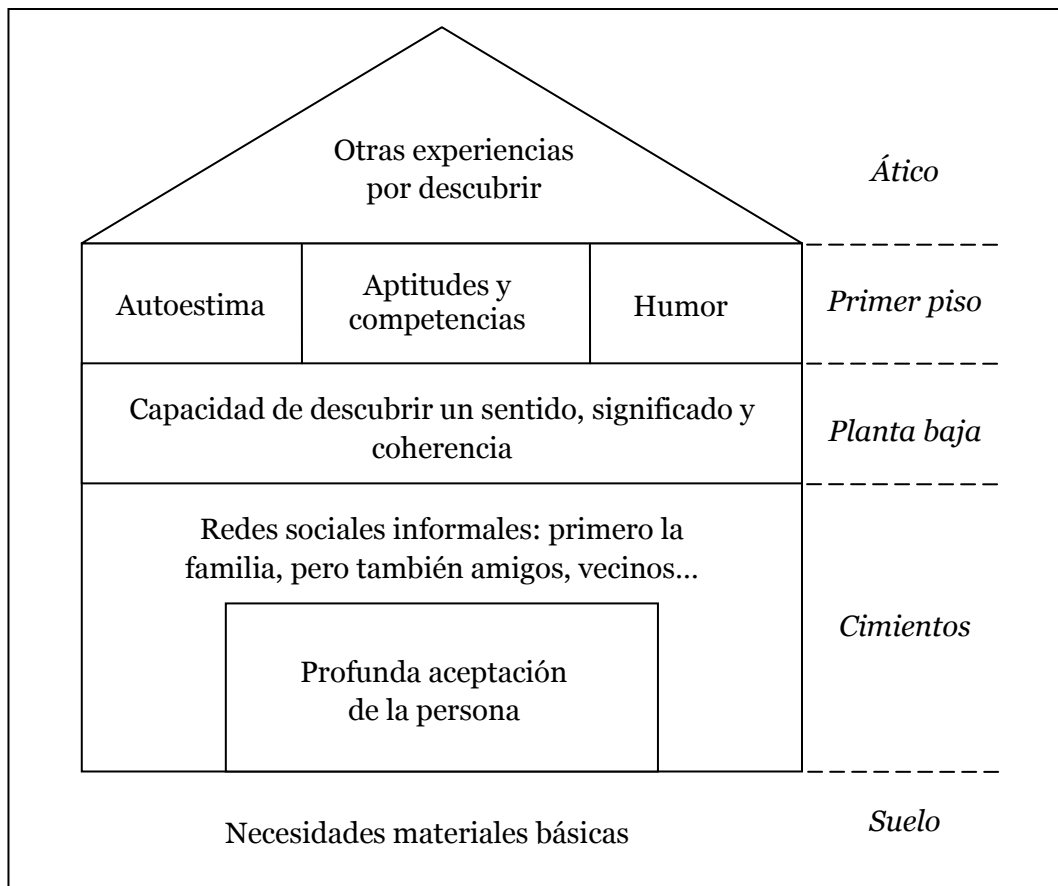 Otras experiencias
por descubrir
Ático
Autoestima
Aptitudes y
competencias
Humor
Primer piso
Capacidad de descubrir un sentido, significado y
coherencia
Planta baja
Redes sociales informales: primero la
familia, pero también amigos, vecinos...
Cimientos
Profunda aceptación
de la persona
Necesidades materiales básicas
Suelo